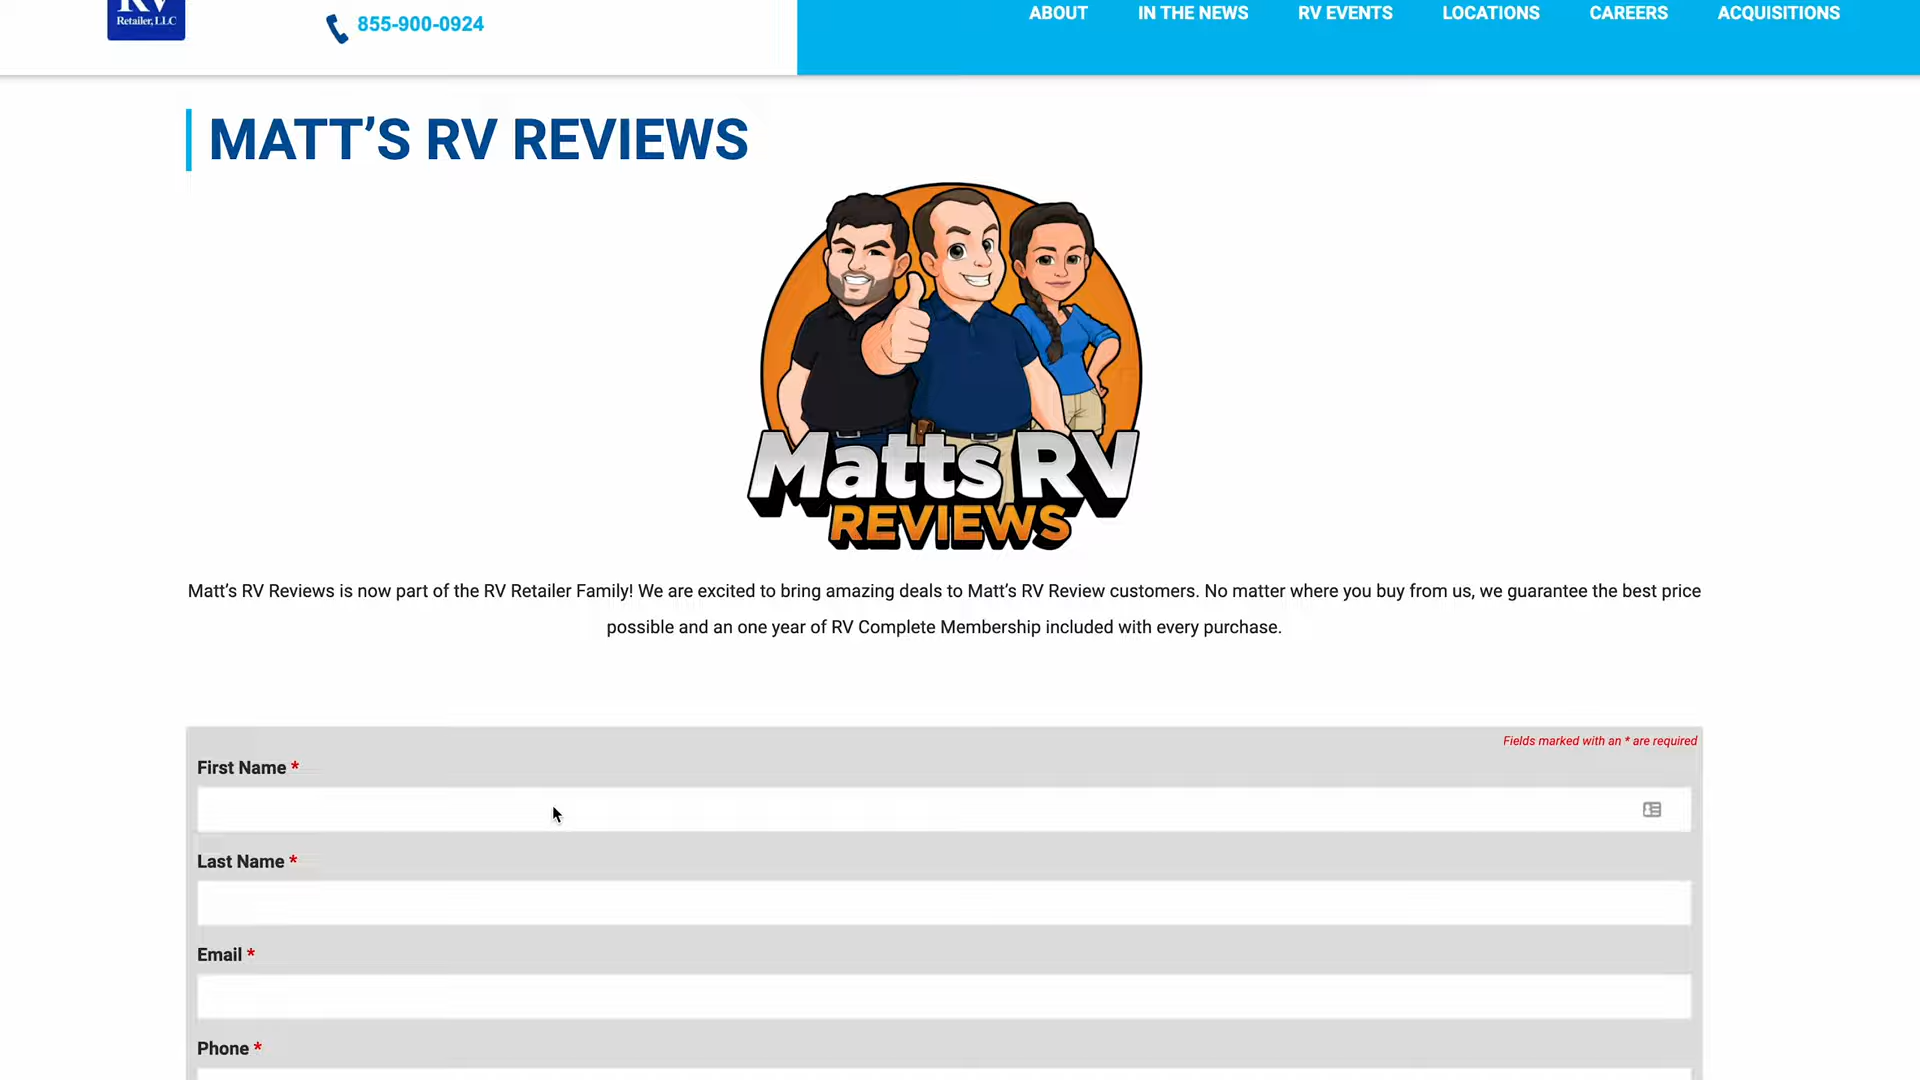 RV
Retailer, LLC
855-900-0924
ABOUT
IN THE NEWS
RV EVENTS
LOCATIONS
CAREERS
ACQUISITIONS
MATT’S RV REVIEWS
Matts RV
REVIEWS
Matt’s RV Reviews is now part of the RV Retailer Family! We are excited to bring amazing deals to Matt’s RV Review customers. No matter where you buy from us, we guarantee the best price
possible and an one year of RV Complete Membership included with every purchase.
Fields marked with an * are required
First Name *
Last Name *
Email *
Phone *